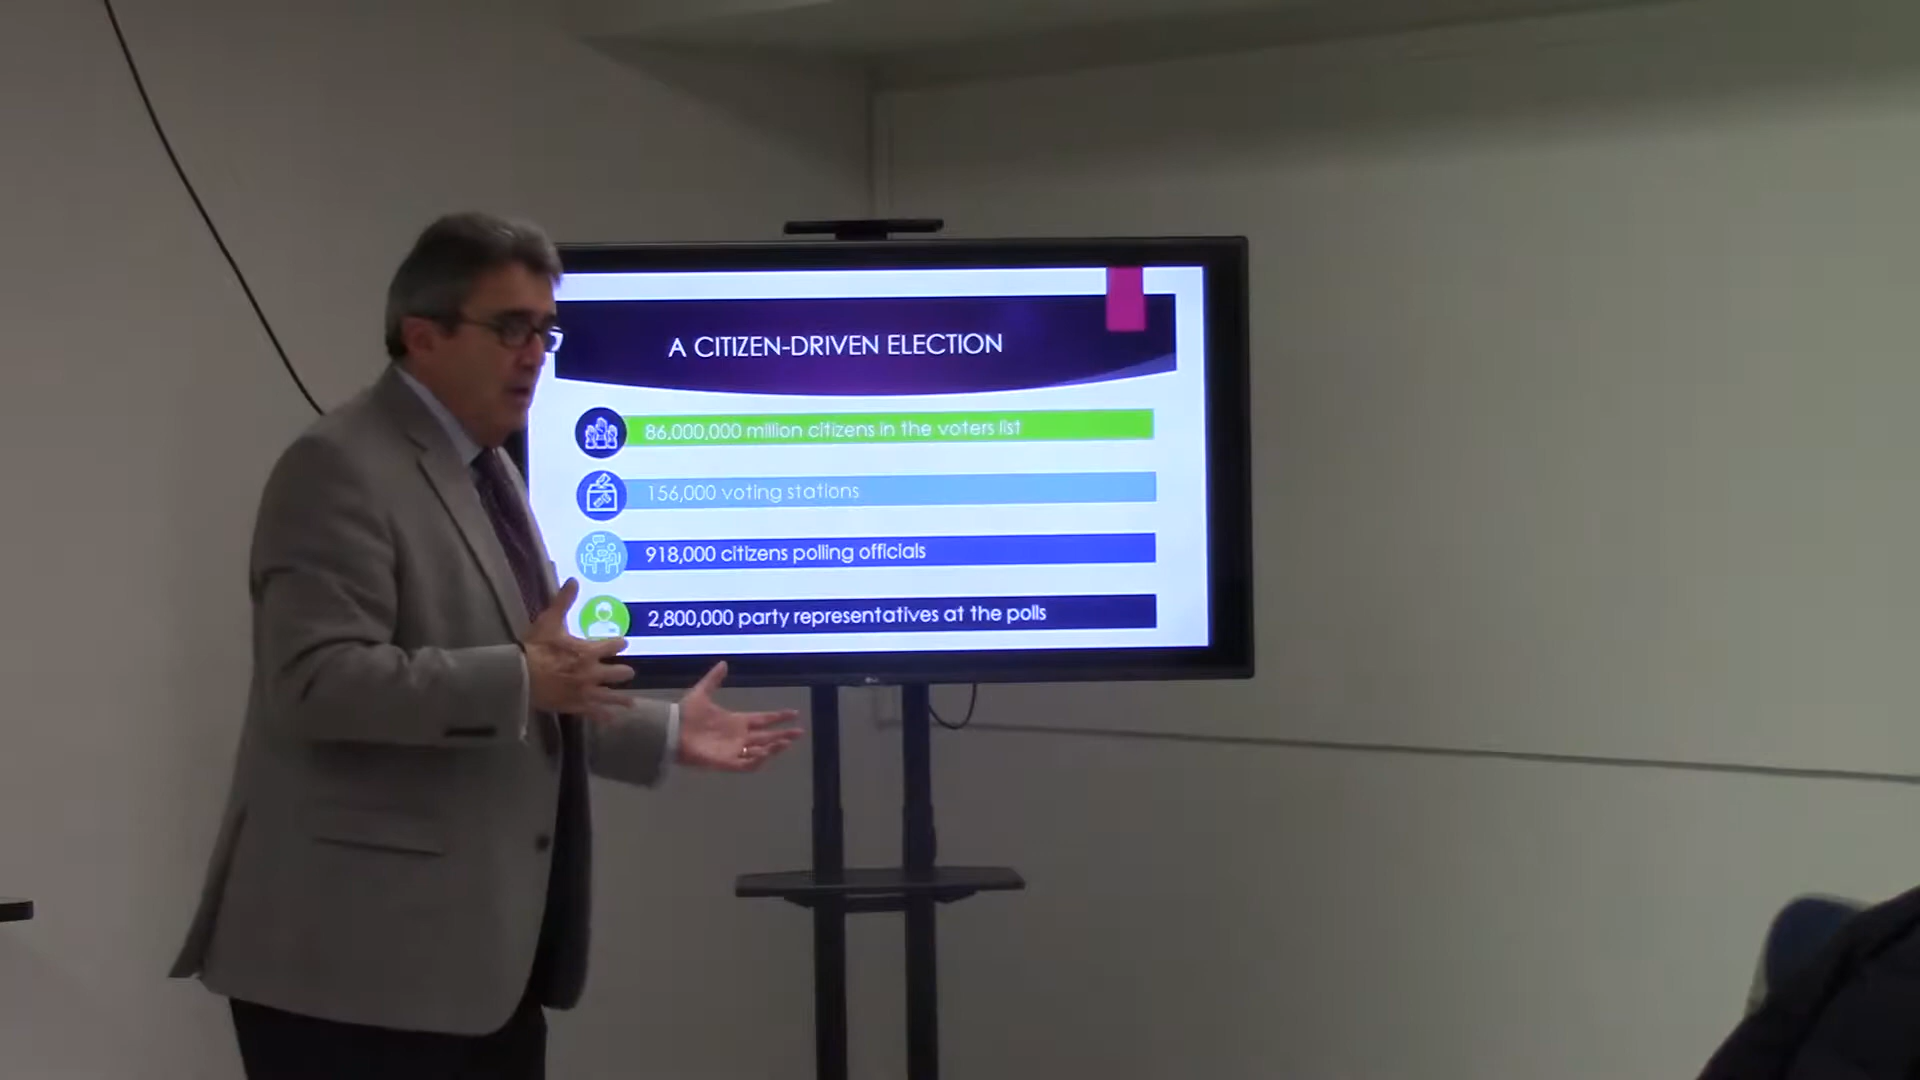 A CITIZEN-DRIVEN ELECTION
86,000,000 million citizens in the voters list
156,000 voting stations
918,000 citizens polling officials
2,800,000 party representatives at the polls
LG